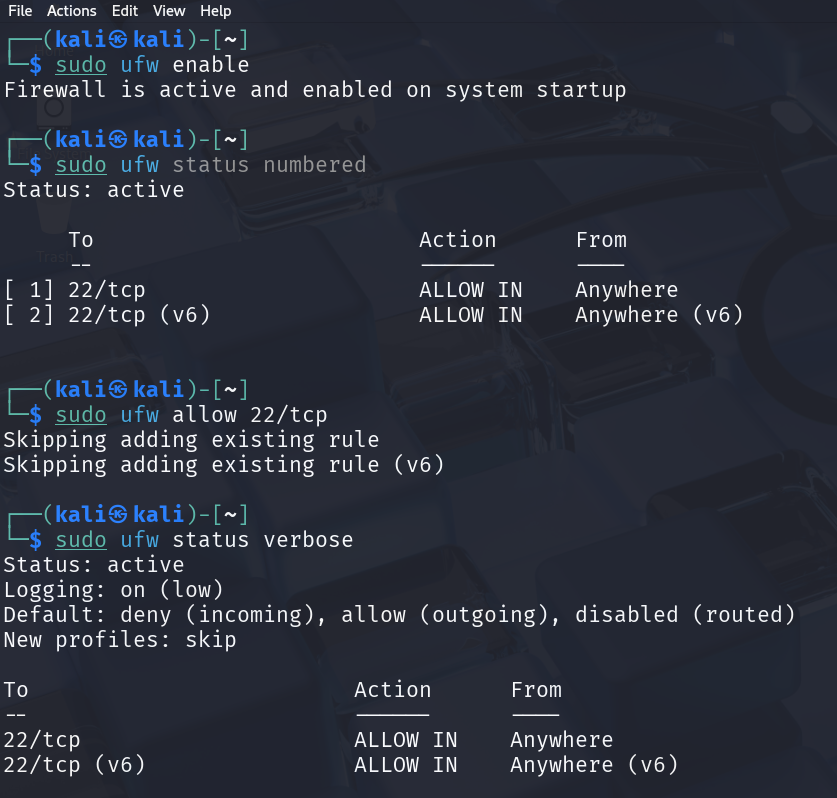 File Actions Edit View Help
┌──(kali㉿kali)-[~]
└─$ sudo ufw enable
Firewall is active and enabled on system startup
┌──(kali㉿kali)-[~]
└─$ sudo ufw status numbered
Status: active
To Action From
-- ------ ----
[ 1] 22/tcp ALLOW IN Anywhere
[ 2] 22/tcp (v6) ALLOW IN Anywhere (v6)
┌──(kali㉿kali)-[~]
└─$ sudo ufw allow 22/tcp
Skipping adding existing rule
Skipping adding existing rule (v6)
┌──(kali㉿kali)-[~]
└─$ sudo ufw status verbose
Status: active
Logging: on (low)
Default: deny (incoming), allow (outgoing), disabled (routed)
New profiles: skip
To Action From
-- ------ ----
22/tcp ALLOW IN Anywhere
22/tcp (v6) ALLOW IN Anywhere (v6)
Trash